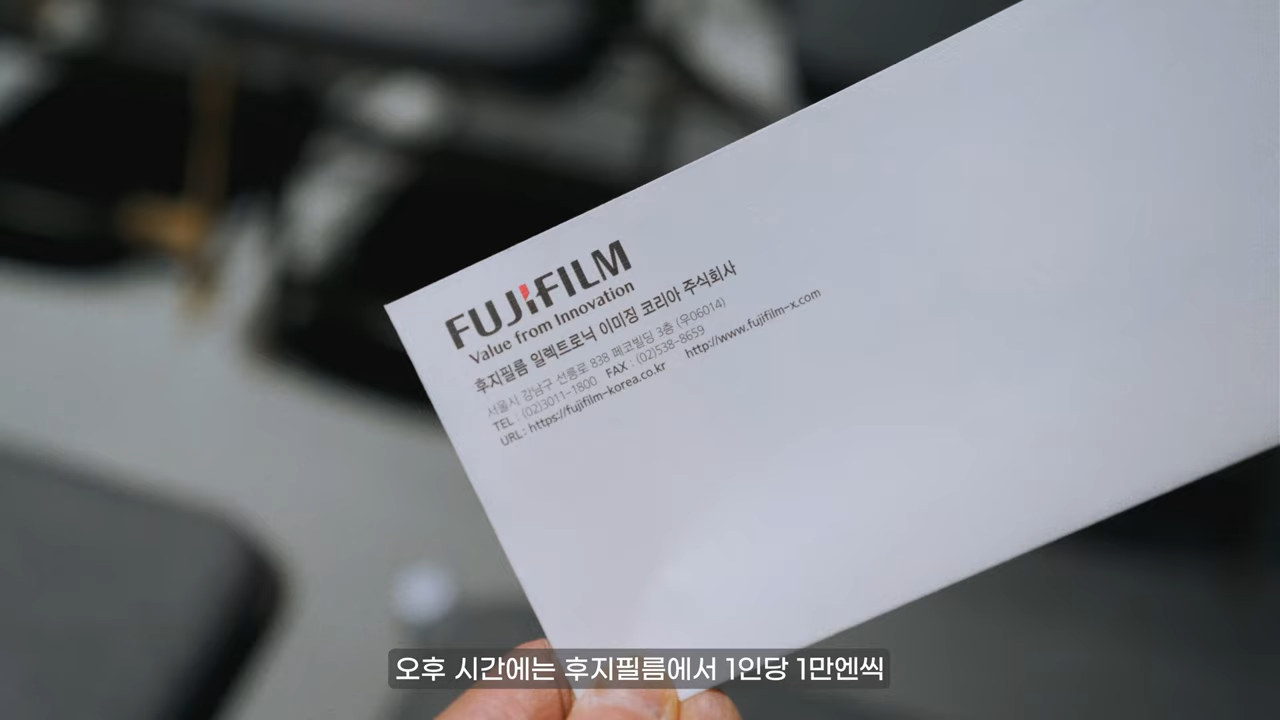 FUJIFILM
Value from Innovation
후지필름 일렉트로닉 이미징 코리아 주식회사
서울시 강남구 선릉로 838 페코빌딩 3층 (우06014)
TEL : (02)3011-1800 FAX : (02)538-8659
URL : https://fujifilm-korea.co.kr http://www.fujifilm-x.com
오후 시간에는 후지필름에서 1인당 1만엔씩